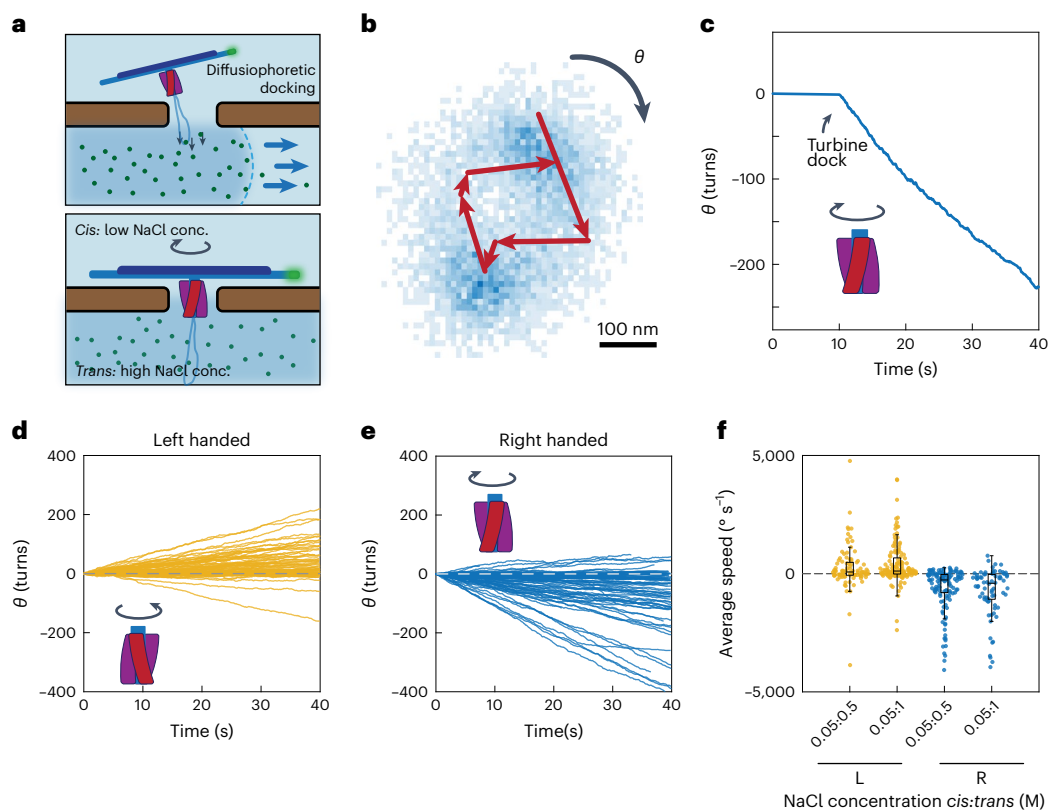 a
Diffusiophoretic
docking
Cis: low NaCl conc.
Trans: high NaCl conc.
b
θ
100 nm
c
0
−100
−200
θ (turns)
Turbine
dock
0 10 20 30 40
Time (s)
d
Left handed
400
200
0
−200
−400
θ (turns)
0 10 20 30 40
Time (s)
e
Right handed
400
200
0
−200
−400
θ (turns)
0 10 20 30 40
Time(s)
f
5,000
0
−5,000
Average speed (° s⁻¹)
0.05:0.5 0.05:1 0.05:0.5 0.05:1
L R
NaCl concentration cis:trans (M)